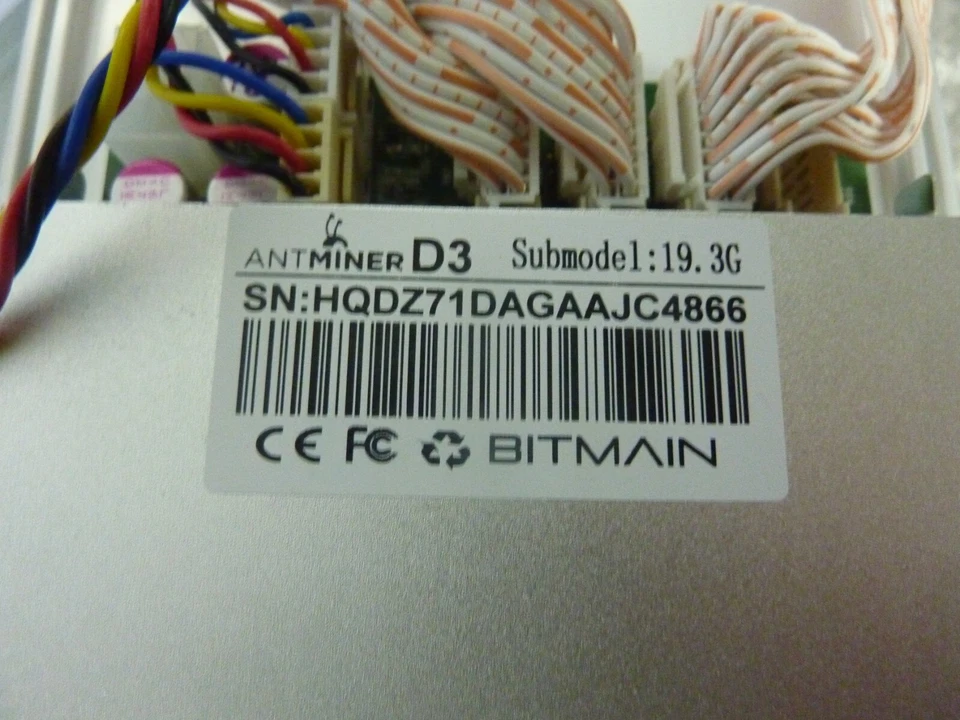 ANTMINER D3 Submodel:19.3G
SN:HQDZ71DAGAAJC4866
CE FC BITMAIN